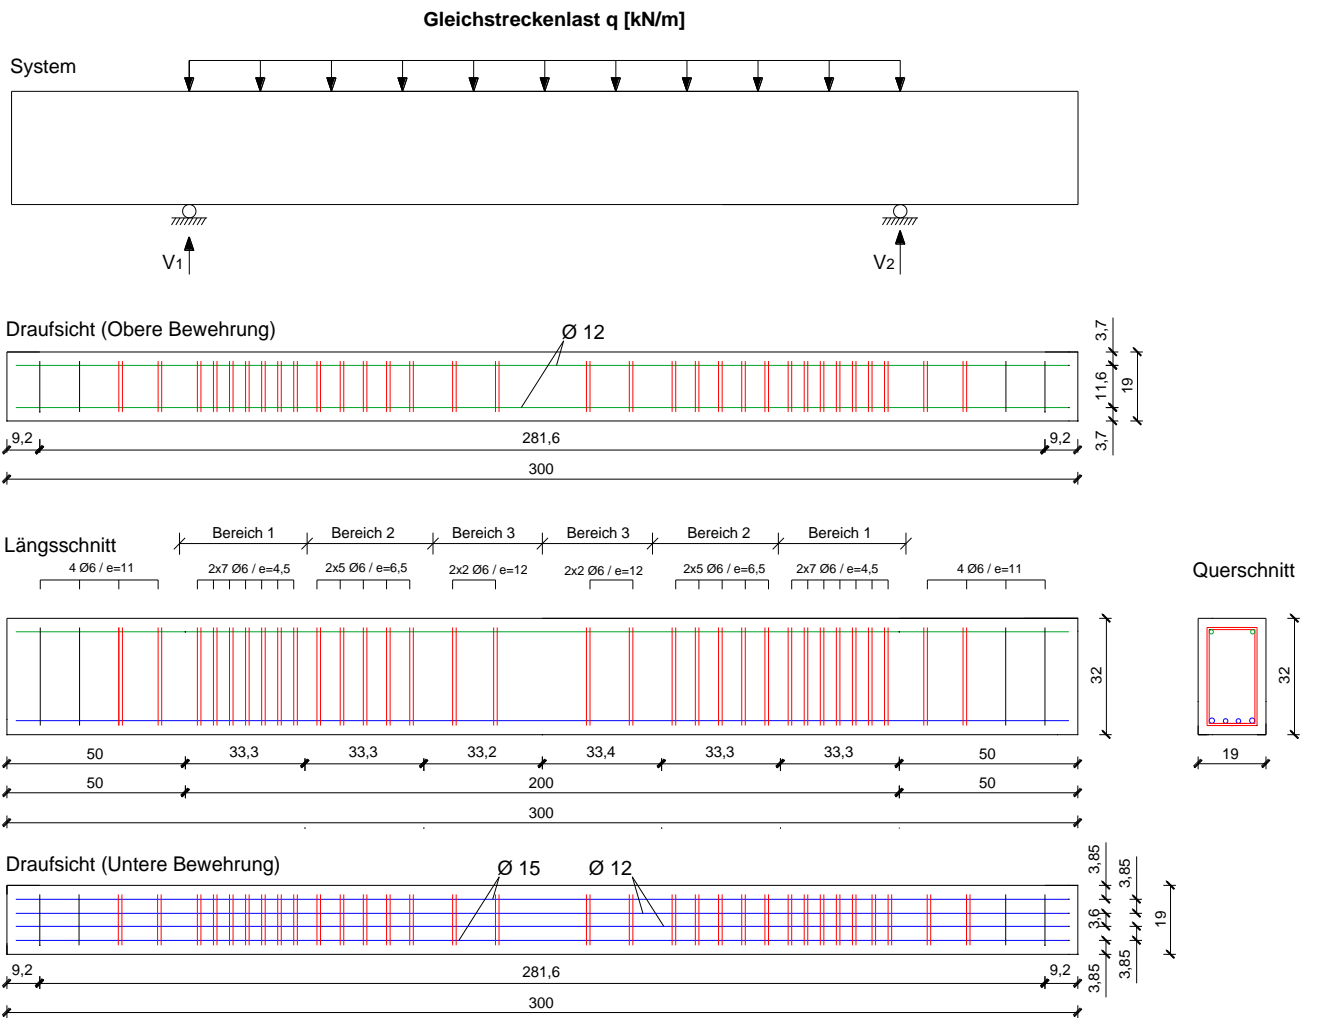 Gleichstreckenlast q [kN/m]
System
V1
V2
Draufsicht (Obere Bewehrung)
Ø 12
3,7
11,6
19
3,7
9,2
281,6
9,2
300
Längsschnitt
Bereich 1
Bereich 2
Bereich 3
Bereich 3
Bereich 2
Bereich 1
4 Ø6 / e=11
2x7 Ø6 / e=4,5
2x5 Ø6 / e=6,5
2x2 Ø6 / e=12
2x2 Ø6 / e=12
2x5 Ø6 / e=6,5
2x7 Ø6 / e=4,5
4 Ø6 / e=11
Querschnitt
32
32
50
33,3
33,3
33,2
33,4
33,3
33,3
50
19
50
200
50
300
Draufsicht (Untere Bewehrung)
Ø 15
Ø 12
3,85
3,85
3,6
19
3,85
3,85
9,2
281,6
9,2
300